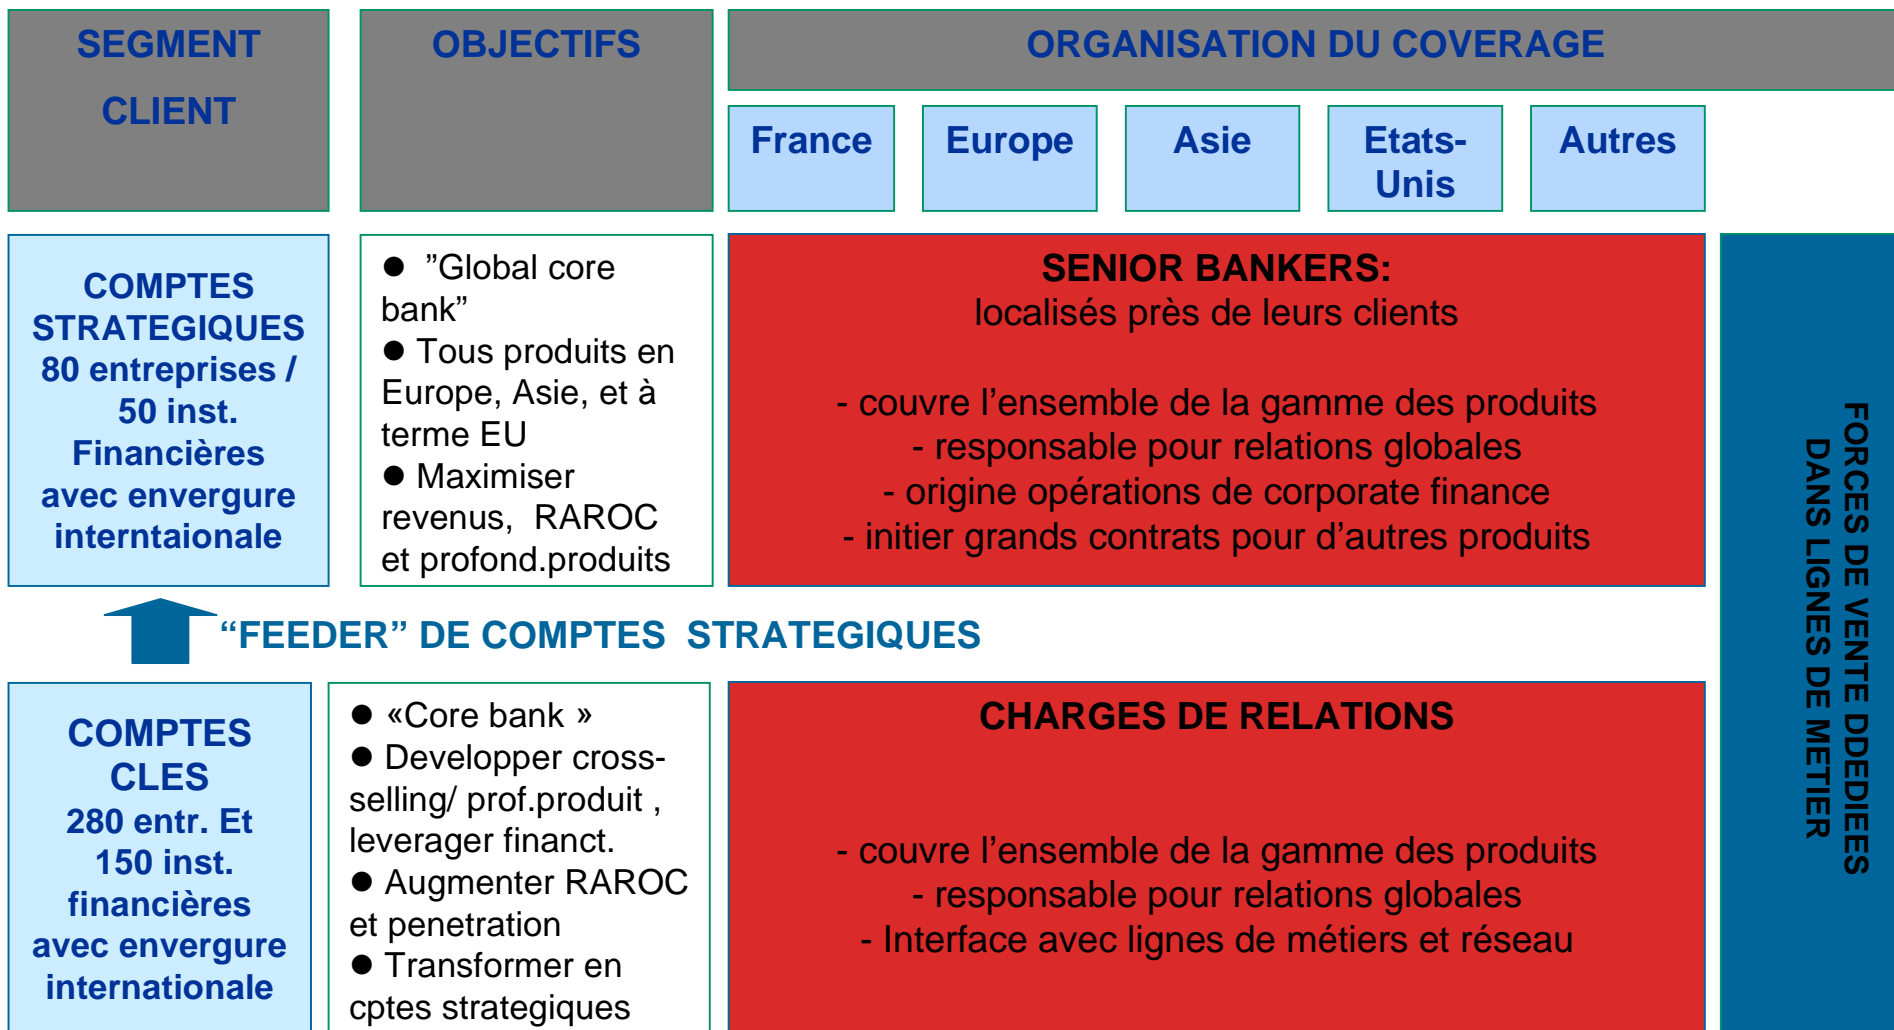 SEGMENT
CLIENT
OBJECTIFS
ORGANISATION DU COVERAGE
France
Europe
Asie
Etats-
Unis
Autres
COMPTES
STRATEGIQUES
80 entreprises /
50 inst.
Financières
avec envergure
interntaionale
● ”Global core
bank”
● Tous produits en
Europe, Asie, et à
terme EU
● Maximiser
revenus, RAROC
et profond.produits
SENIOR BANKERS:
localisés près de leurs clients
- couvre l’ensemble de la gamme des produits
- responsable pour relations globales
- origine opérations de corporate finance
- initier grands contrats pour d’autres produits
“FEEDER” DE COMPTES STRATEGIQUES
COMPTES
CLES
280 entr. Et
150 inst.
financières
avec envergure
internationale
● «Core bank »
● Developper cross-
selling/ prof.produit ,
leverager financt.
● Augmenter RAROC
et penetration
● Transformer en
cptes strategiques
CHARGES DE RELATIONS
- couvre l’ensemble de la gamme des produits
- responsable pour relations globales
- Interface avec lignes de métiers et réseau
FORCES DE VENTE DDEDIEES
DANS LIGNES DE METIER